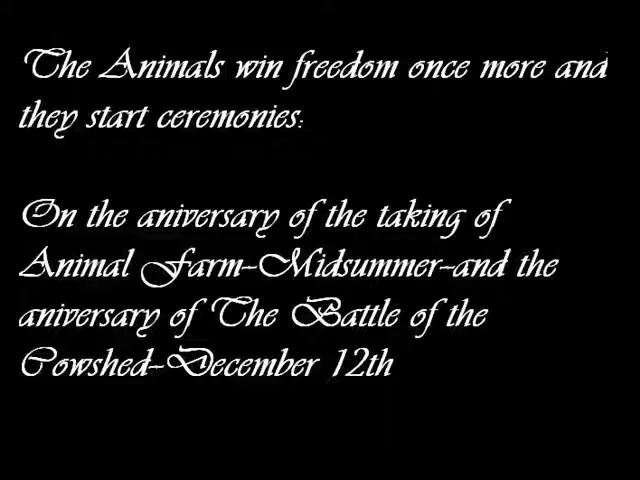 The Animals win freedom once more and
they start ceremonies:
On the aniversary of the taking of
Animal Farm-Midsummer-and the
aniversary of The Battle of the
Cowshed-December 12th